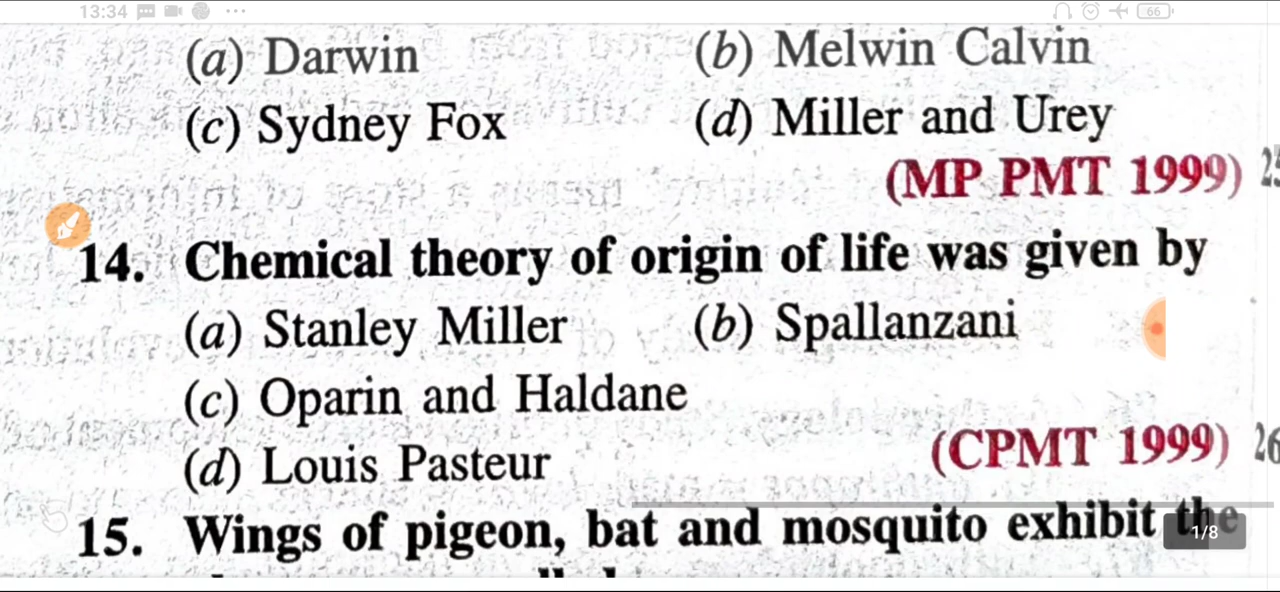 13:34 66
(a) Darwin (b) Melwin Calvin
(c) Sydney Fox (d) Miller and Urey
(MP PMT 1999)
14. Chemical theory of origin of life was given by
(a) Stanley Miller (b) Spallanzani
(c) Oparin and Haldane
(d) Louis Pasteur (CPMT 1999) 26
15. Wings of pigeon, bat and mosquito exhibit the
1/8